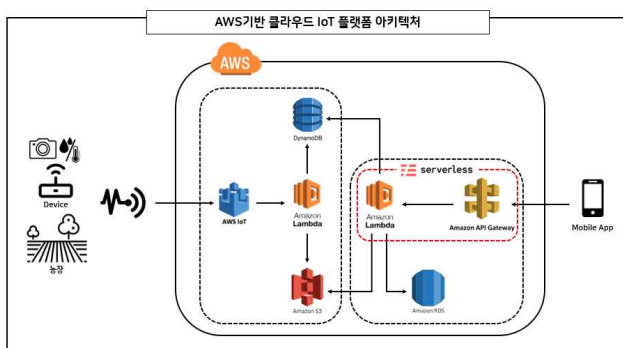 AWS기반 클라우드 IoT 플랫폼 아키텍처
AWS
DynamoDB
serverless
Device
AWS IoT
Amazon
Lambda
Amazon
Lambda
Amazon API Gateway
Mobile App
농장
Amazon S3
Amazon RDS